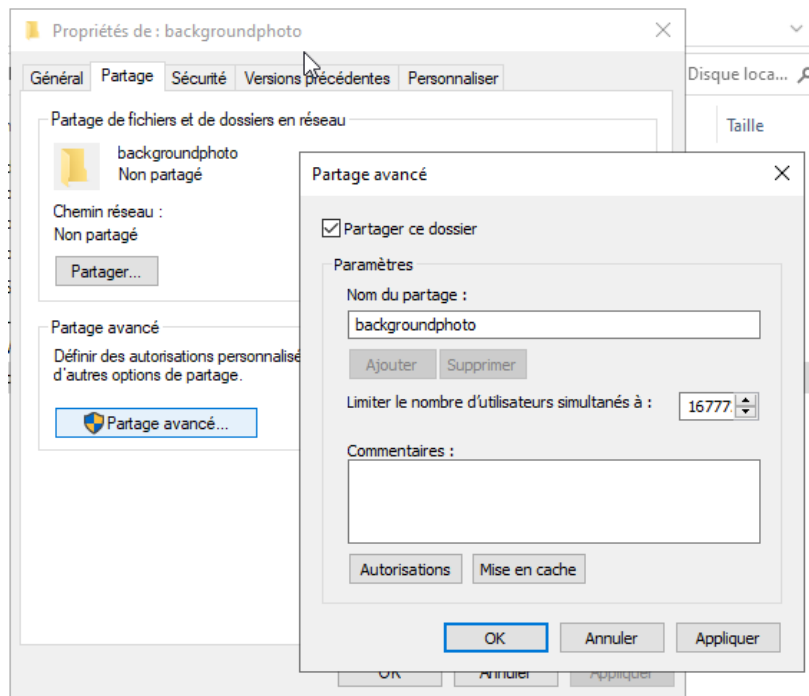 Propriétés de : backgroundphoto
Général Partage Sécurité Versions précédentes Personnaliser
Disque loca...
Taille
Partage de fichiers et de dossiers en réseau
backgroundphoto
Non partagé
Chemin réseau :
Non partagé
Partager...
Partage avancé
Définir des autorisations personnalisé
d'autres options de partage.
Partage avancé...
Partage avancé
Partager ce dossier
Paramètres
Nom du partage :
backgroundphoto
Ajouter Supprimer
Limiter le nombre d'utilisateurs simultanés à : 16777
Commentaires :
Autorisations Mise en cache
OK Annuler Appliquer
OK Annuler Appliquer